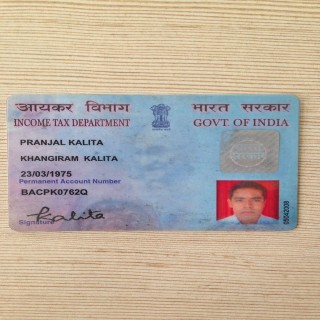 आयकर विभाग भारत सरकार
INCOME TAX DEPARTMENT GOVT. OF INDIA
PRANJAL KALITA
KHANGIRAM KALITA
23/03/1975
Permanent Account Number
BACPK0762Q
Kalita
Signature